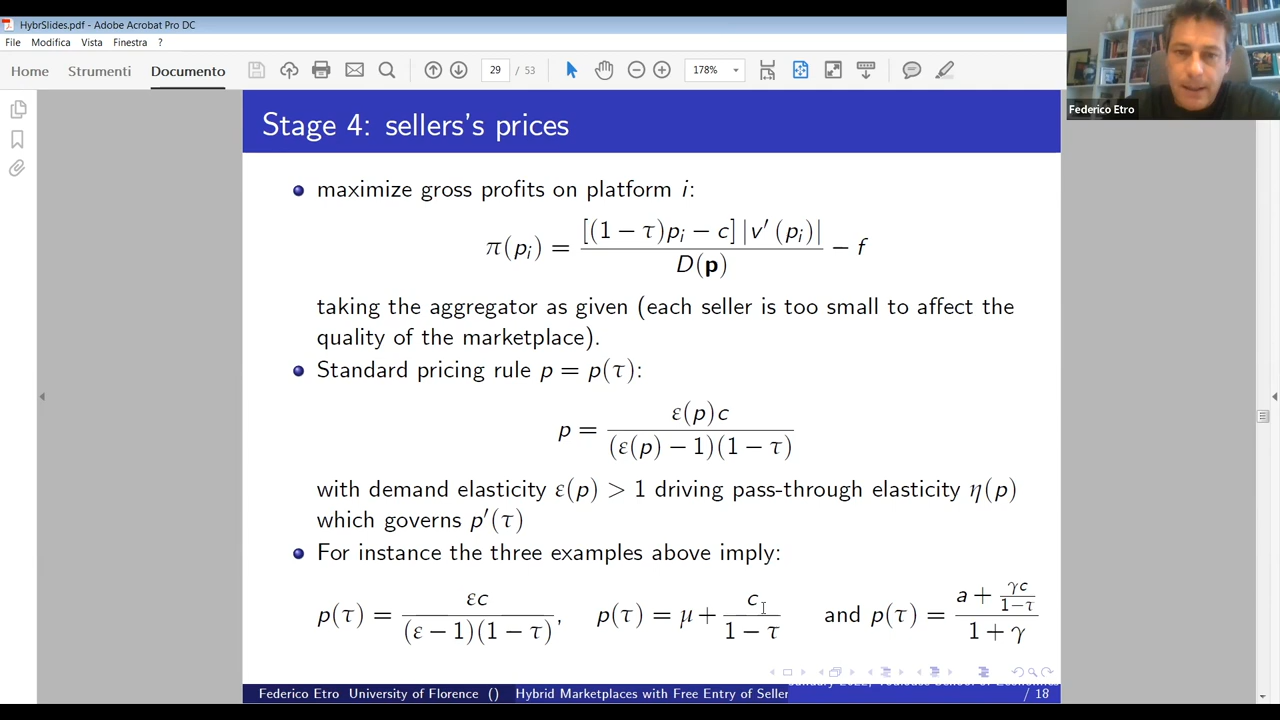 HybrSlides.pdf - Adobe Acrobat Pro DC
File Modifica Vista Finestra ?
Home Strumenti Documento 29 / 53 178%
Federico Etro
Stage 4: sellers's prices
maximize gross profits on platform i:
π(p_i) = [(1 − τ)p_i − c] |v′(p_i)| / D(p) − f
taking the aggregator as given (each seller is too small to affect the
quality of the marketplace).
Standard pricing rule p = p(τ):
p = ε(p)c / (ε(p) − 1)(1 − τ)
with demand elasticity ε(p) > 1 driving pass-through elasticity η(p)
which governs p′(τ)
For instance the three examples above imply:
p(τ) = εc / (ε − 1)(1 − τ), p(τ) = μ + c / 1 − τ and p(τ) = a + γc / 1−τ / 1 + γ
Federico Etro University of Florence () Hybrid Marketplaces with Free Entry of Seller / 18